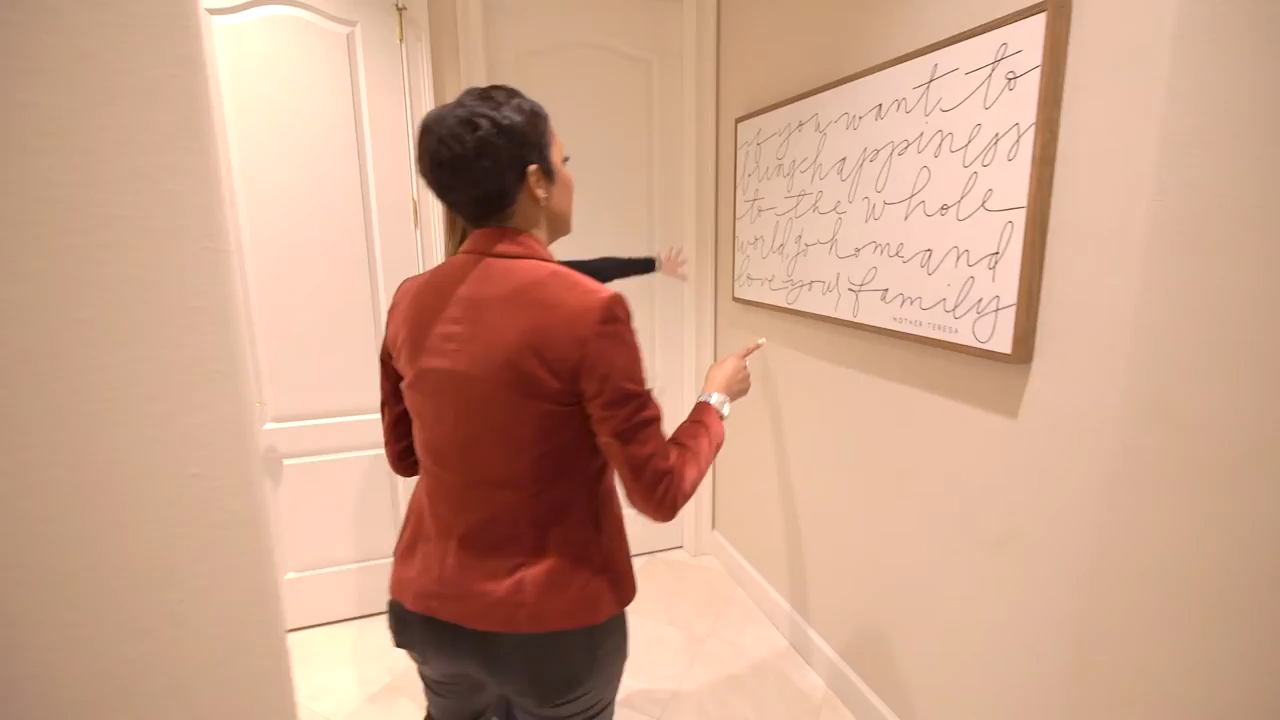 if you want to
bring happiness
to the whole
world, go home and
love your family
MOTHER TERESA